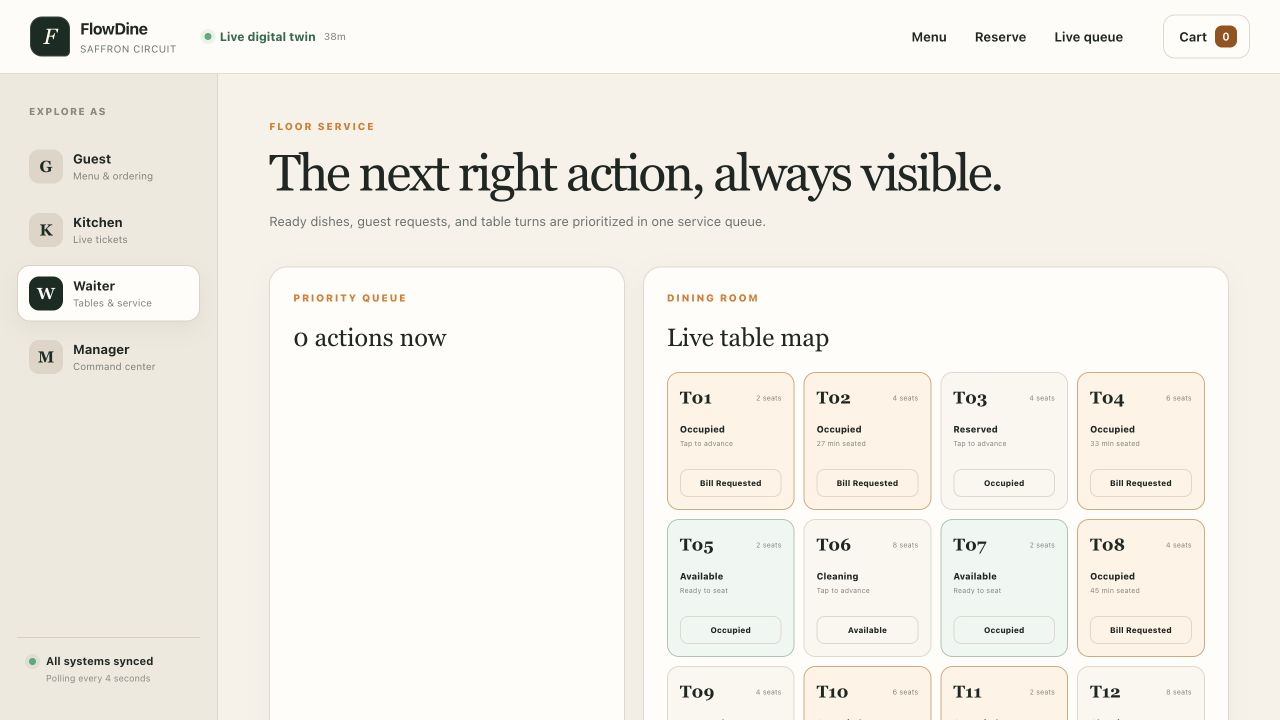 F
FlowDine
SAFFRON CIRCUIT
Live digital twin 38m
Menu
Reserve
Live queue
Cart 0
EXPLORE AS
G
Guest
Menu & ordering
K
Kitchen
Live tickets
W
Waiter
Tables & service
M
Manager
Command center
All systems synced
Polling every 4 seconds
FLOOR SERVICE
The next right action, always visible.
Ready dishes, guest requests, and table turns are prioritized in one service queue.
PRIORITY QUEUE
0 actions now
DINING ROOM
Live table map
T01 2 seats
Occupied
Tap to advance
Bill Requested
T02 4 seats
Occupied
27 min seated
Bill Requested
T03 4 seats
Reserved
Tap to advance
Occupied
T04 6 seats
Occupied
33 min seated
Bill Requested
T05 2 seats
Available
Ready to seat
Occupied
T06 8 seats
Cleaning
Tap to advance
Available
T07 2 seats
Available
Ready to seat
Occupied
T08 4 seats
Occupied
45 min seated
Bill Requested
T09 4 seats
T10 6 seats
T11 2 seats
T12 8 seats